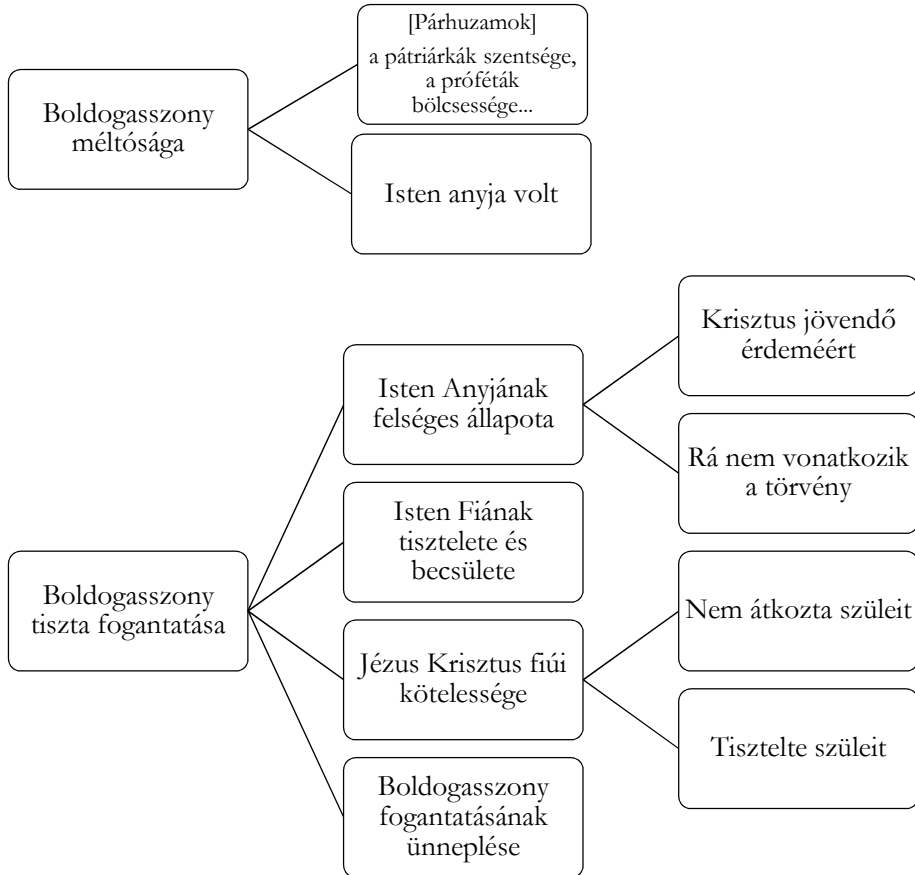 Boldogasszony
méltósága
[Párhuzamok]
a pátriárkák szentsége,
a próféták
bölcsessége...
Isten anyja volt
Boldogasszony
tiszta fogantatása
Isten Anyjának
felséges állapota
Krisztus jövendő
érdeméért
Rá nem vonatkozik
a törvény
Isten Fiának
tisztelete és
becsülete
Jézus Krisztus fiúi
kötelessége
Nem átkozta szüleit
Tisztelte szüleit
Boldogasszony
fogantatásának
ünneplése